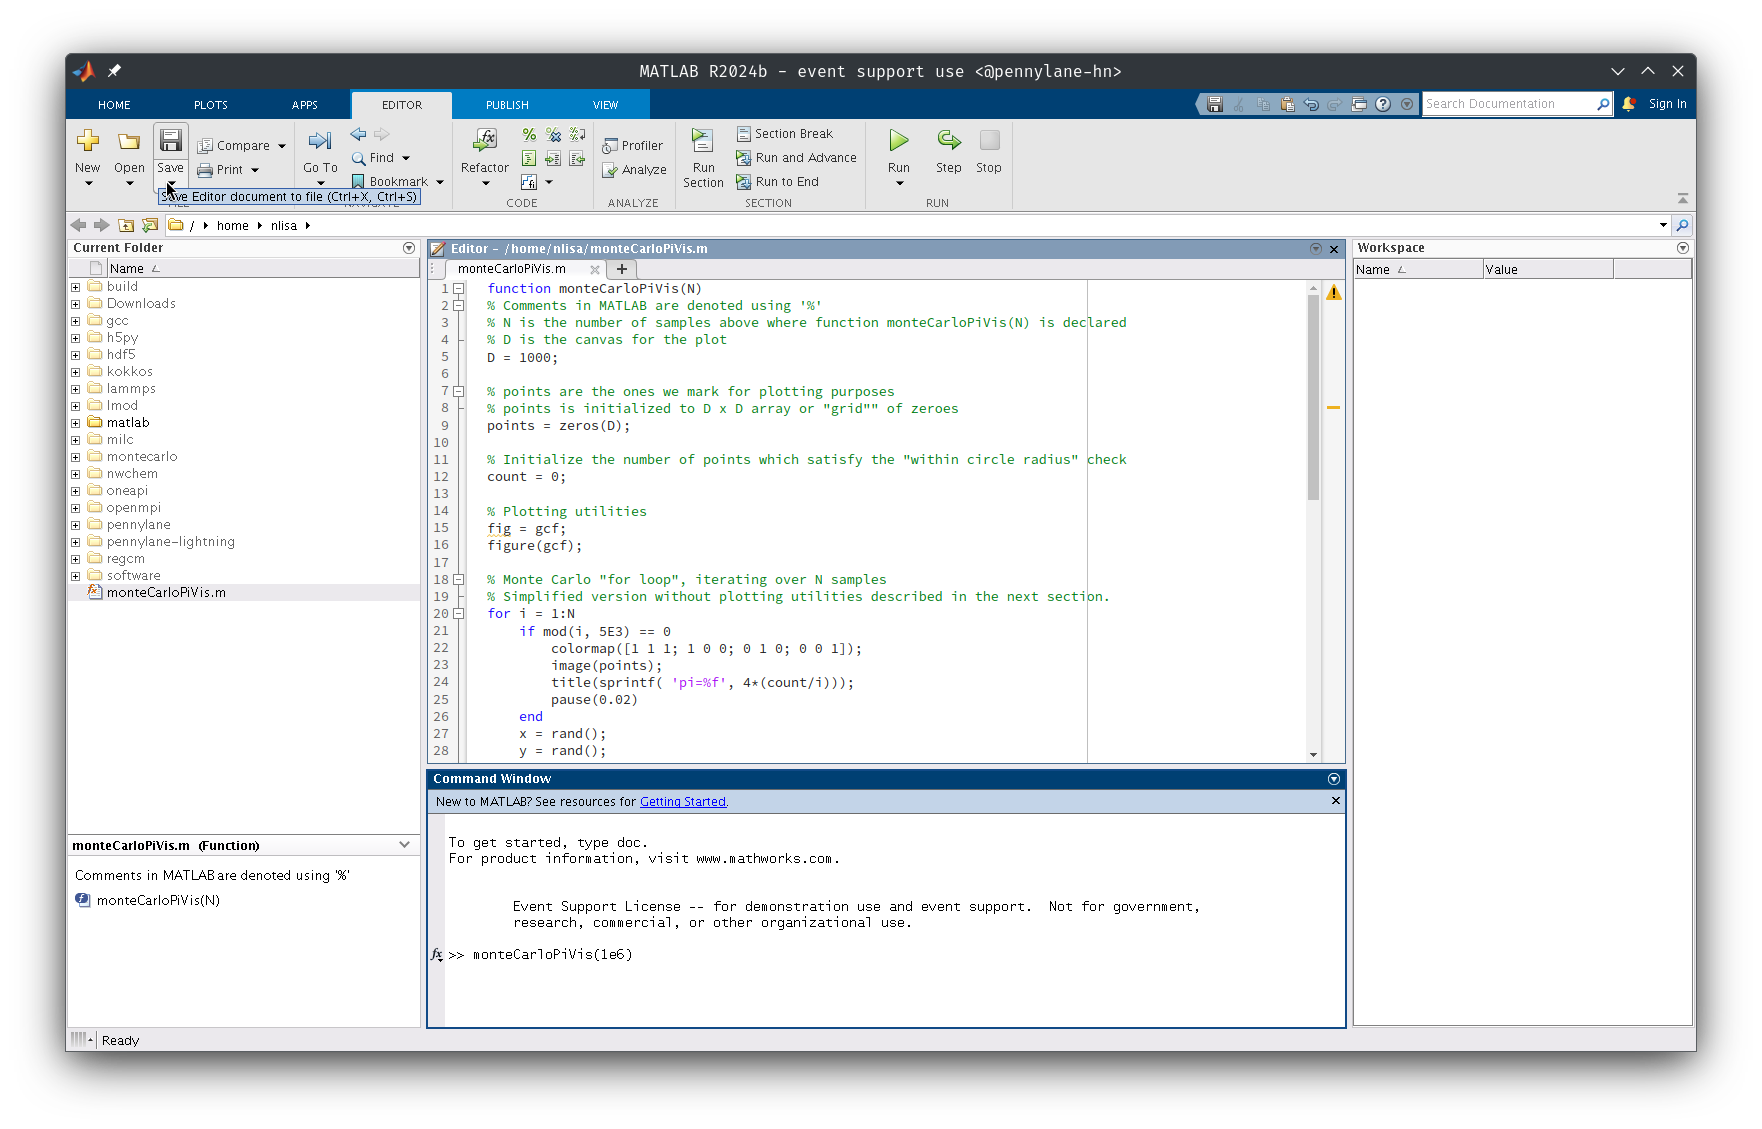 MATLAB R2024b - event support use <@pennylane-hn>
HOME PLOTS APPS EDITOR PUBLISH VIEW
Search Documentation
Sign In
New
Open
Save
Compare
Print
Go To
Find
Bookmark
Refactor
Profiler
Analyze
Run Section
Section Break
Run and Advance
Run to End
Run
Step
Stop
Save Editor document to file (Ctrl+X, Ctrl+S)
CODE
ANALYZE
SECTION
RUN
/ home nlisa
Current Folder
Name
build
Downloads
gcc
h5py
hdf5
kokkos
lammps
lmod
matlab
milc
montecarlo
nwchem
oneapi
openmpi
pennylane
pennylane-lightning
regcm
software
monteCarloPiVis.m
monteCarloPiVis.m (Function)
Comments in MATLAB are denoted using '%'
monteCarloPiVis(N)
Ready
Editor - /home/nlisa/monteCarloPiVis.m
monteCarloPiVis.m
1 function monteCarloPiVis(N)
2 % Comments in MATLAB are denoted using '%'
3 % N is the number of samples above where function monteCarloPiVis(N) is declared
4 % D is the canvas for the plot
5 D = 1000;
6
7 % points are the ones we mark for plotting purposes
8 % points is initialized to D x D array or "grid"" of zeroes
9 points = zeros(D);
10
11 % Initialize the number of points which satisfy the "within circle radius" check
12 count = 0;
13
14 % Plotting utilities
15 fig = gcf;
16 figure(gcf);
17
18 % Monte Carlo "for loop", iterating over N samples
19 % Simplified version without plotting utilities described in the next section.
20 for i = 1:N
21 if mod(i, 5E3) == 0
22 colormap([1 1 1; 1 0 0; 0 1 0; 0 0 1]);
23 image(points);
24 title(sprintf( 'pi=%f', 4*(count/i)));
25 pause(0.02)
26 end
27 x = rand();
28 y = rand();
Command Window
New to MATLAB? See resources for Getting Started.
To get started, type doc.
For product information, visit www.mathworks.com.
Event Support License -- for demonstration use and event support. Not for government,
research, commercial, or other organizational use.
fx >> monteCarloPiVis(1e6)
Workspace
Name Value